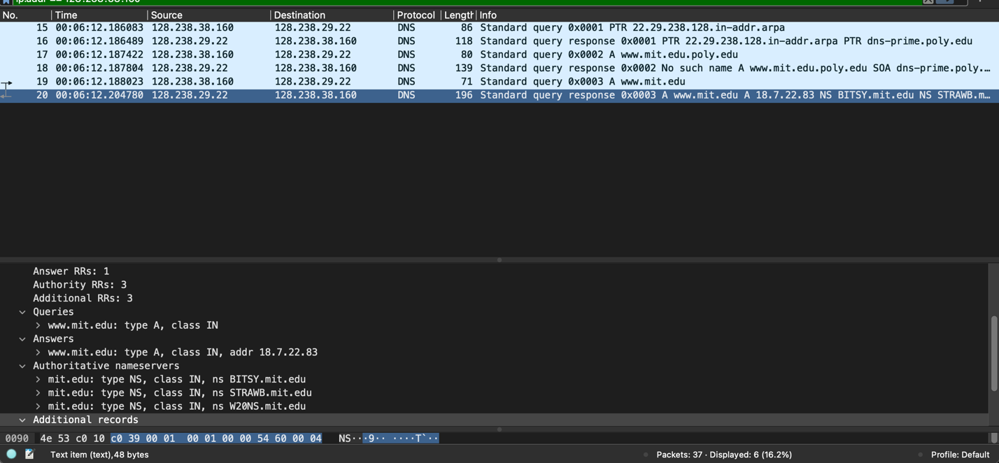 No. Time Source Destination Protocol Length Info
15 00:06:12.186083 128.238.38.160 128.238.29.22 DNS 86 Standard query 0x0001 PTR 22.29.238.128.in-addr.arpa
16 00:06:12.186489 128.238.29.22 128.238.38.160 DNS 118 Standard query response 0x0001 PTR 22.29.238.128.in-addr.arpa PTR dns-prime.poly.edu
17 00:06:12.187422 128.238.38.160 128.238.29.22 DNS 80 Standard query 0x0002 A www.mit.edu.poly.edu
18 00:06:12.187804 128.238.29.22 128.238.38.160 DNS 139 Standard query response 0x0002 No such name A www.mit.edu.poly.edu SOA dns-prime.poly.…
19 00:06:12.188023 128.238.38.160 128.238.29.22 DNS 71 Standard query 0x0003 A www.mit.edu
20 00:06:12.204780 128.238.29.22 128.238.38.160 DNS 196 Standard query response 0x0003 A www.mit.edu A 18.7.22.83 NS BITSY.mit.edu NS STRAWB.m…
Answer RRs: 1
Authority RRs: 3
Additional RRs: 3
Queries
www.mit.edu: type A, class IN
Answers
www.mit.edu: type A, class IN, addr 18.7.22.83
Authoritative nameservers
mit.edu: type NS, class IN, ns BITSY.mit.edu
mit.edu: type NS, class IN, ns STRAWB.mit.edu
mit.edu: type NS, class IN, ns W20NS.mit.edu
Additional records
0090 4e 53 c0 10 c0 39 00 01 00 01 00 00 54 60 00 04 NS···9·· ····T`··
Text item (text),48 bytes Packets: 37 · Displayed: 6 (16.2%) Profile: Default